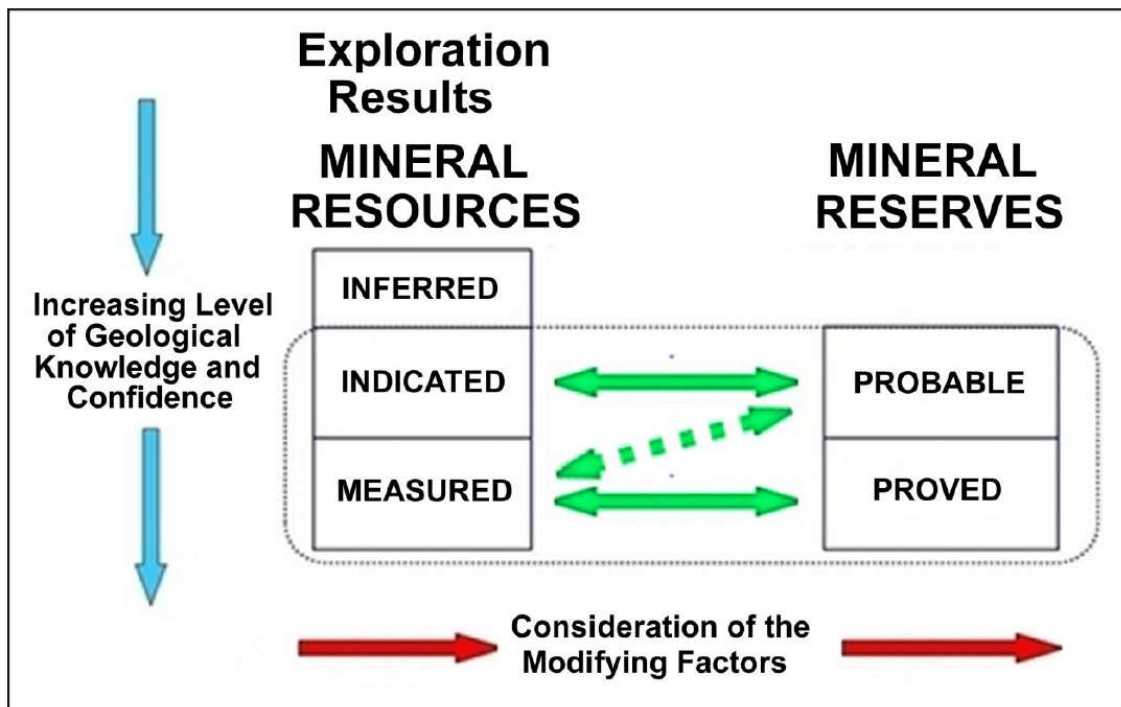 Exploration
Results
MINERAL
RESOURCES
MINERAL
RESERVES
Increasing Level
of Geological
Knowledge and
Confidence
INFERRED
INDICATED
MEASURED
PROBABLE
PROVED
Consideration of the
Modifying Factors